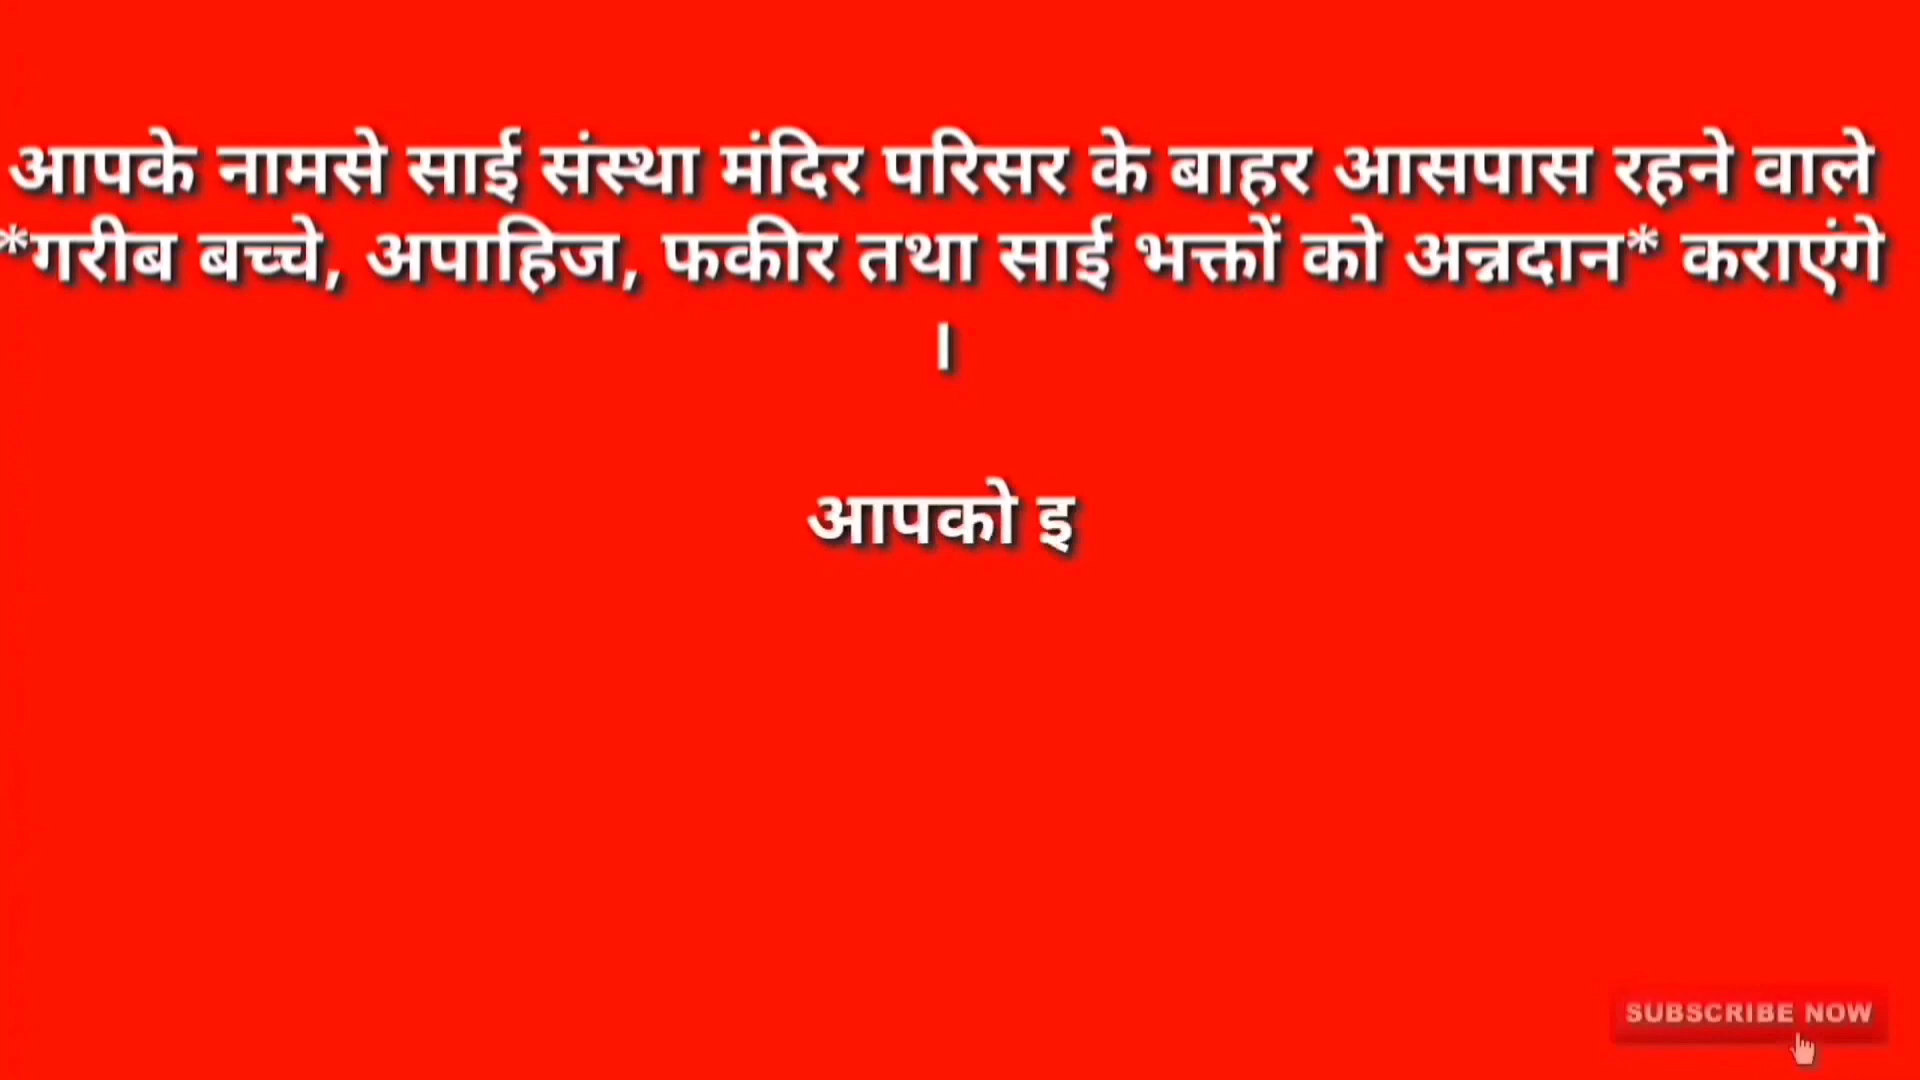 आपके नामसे साई संस्था मंदिर परिसर के बाहर आसपास रहने वाले
*गरीब बच्चे, अपाहिज, फकीर तथा साई भक्तों को अन्नदान* कराएंगे
।
आपको इ
SUBSCRIBE NOW